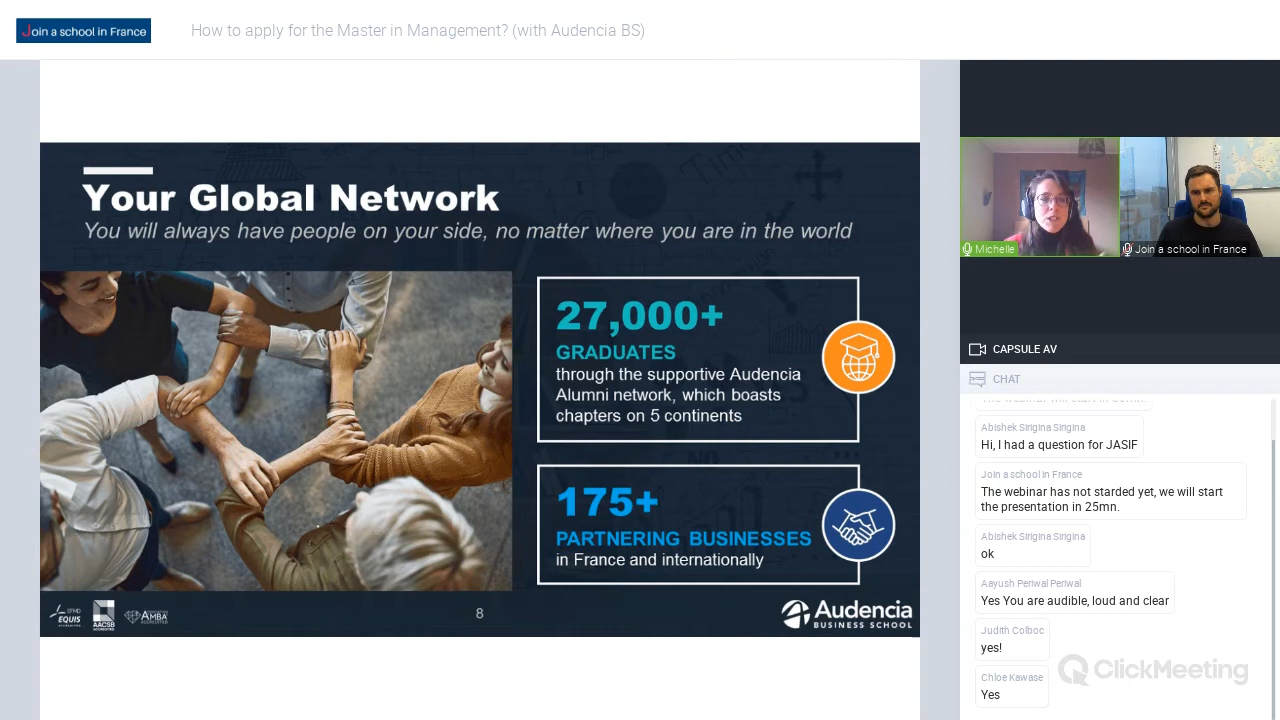 Join a school in France
How to apply for the Master in Management? (with Audencia BS)
Your Global Network
You will always have people on your side, no matter where you are in the world
27,000+
GRADUATES
through the supportive Audencia
Alumni network, which boasts
chapters on 5 continents
175+
PARTNERING BUSINESSES
in France and internationally
EFMD
EQUIS
ACCREDITED
AACSB
ACCREDITED
AMBA
ACCREDITED
8
Audencia
BUSINESS SCHOOL
Michelle
Join a school in France
CAPSULE AV
CHAT
Abishek Sirigina Sirigina
Hi, I had a question for JASIF
Join a school in France
The webinar has not starded yet, we will start
the presentation in 25mn.
Abishek Sirigina Sirigina
ok
Aayush Periwal Periwal
Yes You are audible, loud and clear
Judith Colboc
yes!
Chloe Kawase
Yes
ClickMeeting